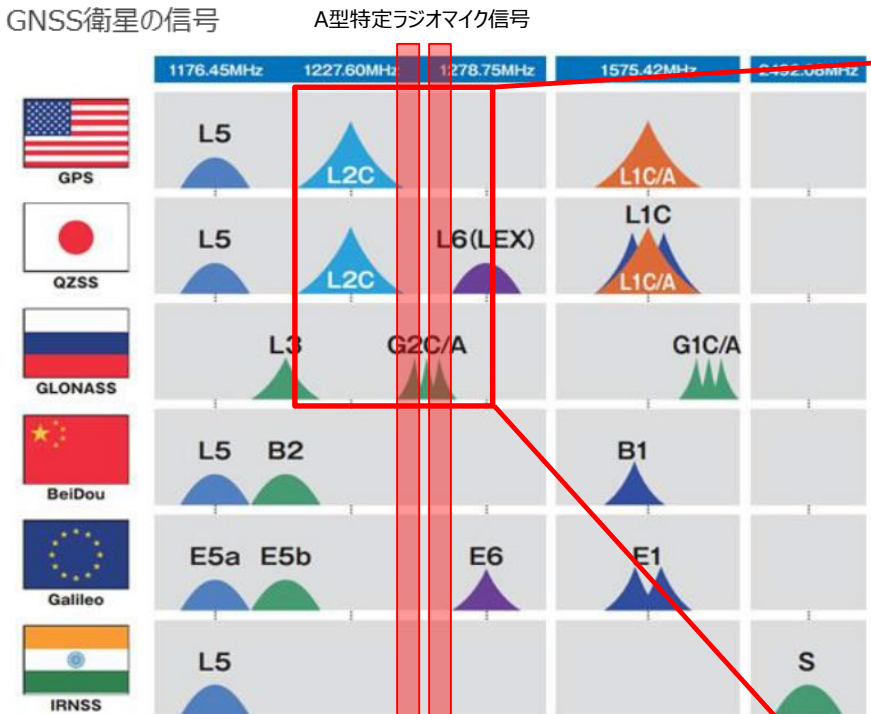 GNSS衛星の信号
A型特定ラジオマイク信号
1176.45MHz 1227.60MHz 1278.75MHz 1575.42MHz 2492.08MHz
L5 L2C L1C/A
GPS
L5 L2C L6(LEX) L1C L1C/A
QZSS
L3 G2C/A G1C/A
GLONASS
L5 B2 B1
BeiDou
E5a E5b E6 E1
Galileo
L5 S
IRNSS